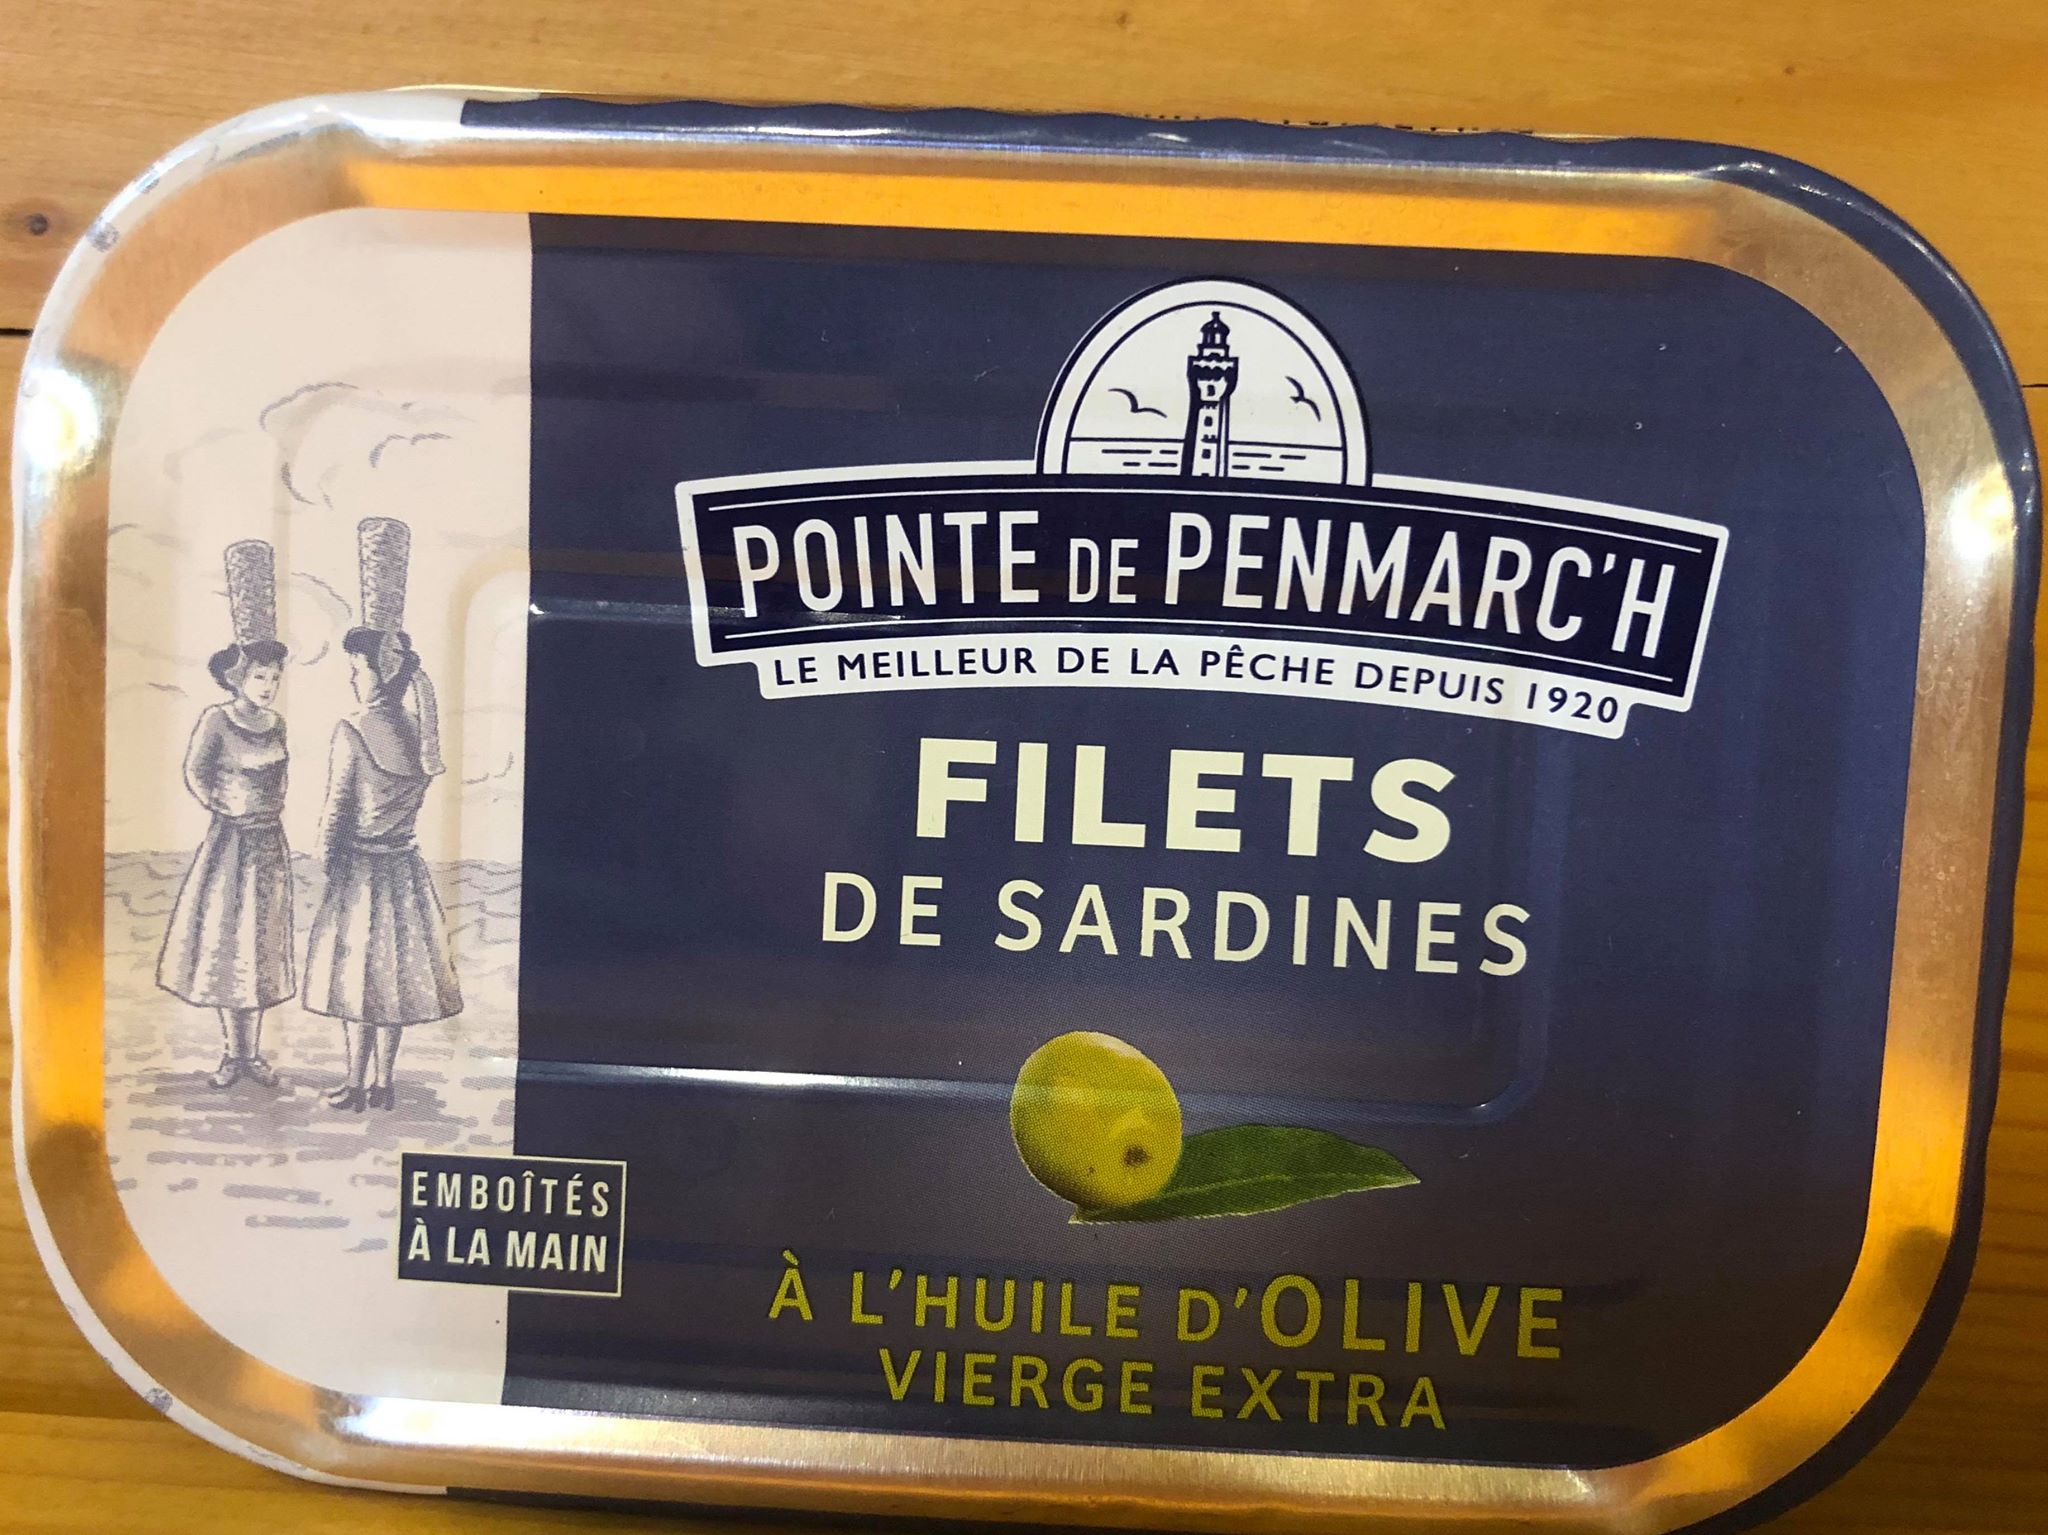 POINTE DE PENMARC'H
LE MEILLEUR DE LA PÊCHE DEPUIS 1920
FILETS
DE SARDINES
EMBOÎTÉS
À LA MAIN
À L'HUILE D'OLIVE
VIERGE EXTRA